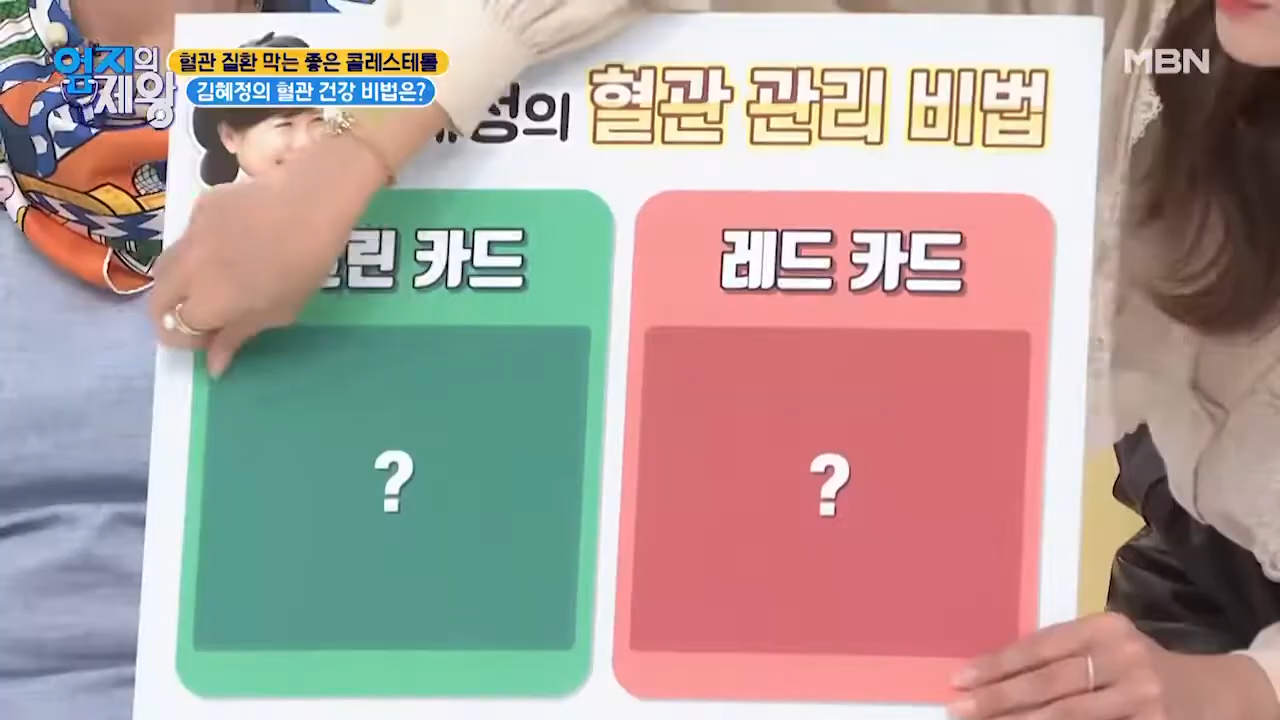 엄지의 제왕
혈관 질환 막는 좋은 콜레스테롤
김혜정의 혈관 건강 비법은?
MBN
정의 혈관 관리 비법
카드
레드 카드
?
?